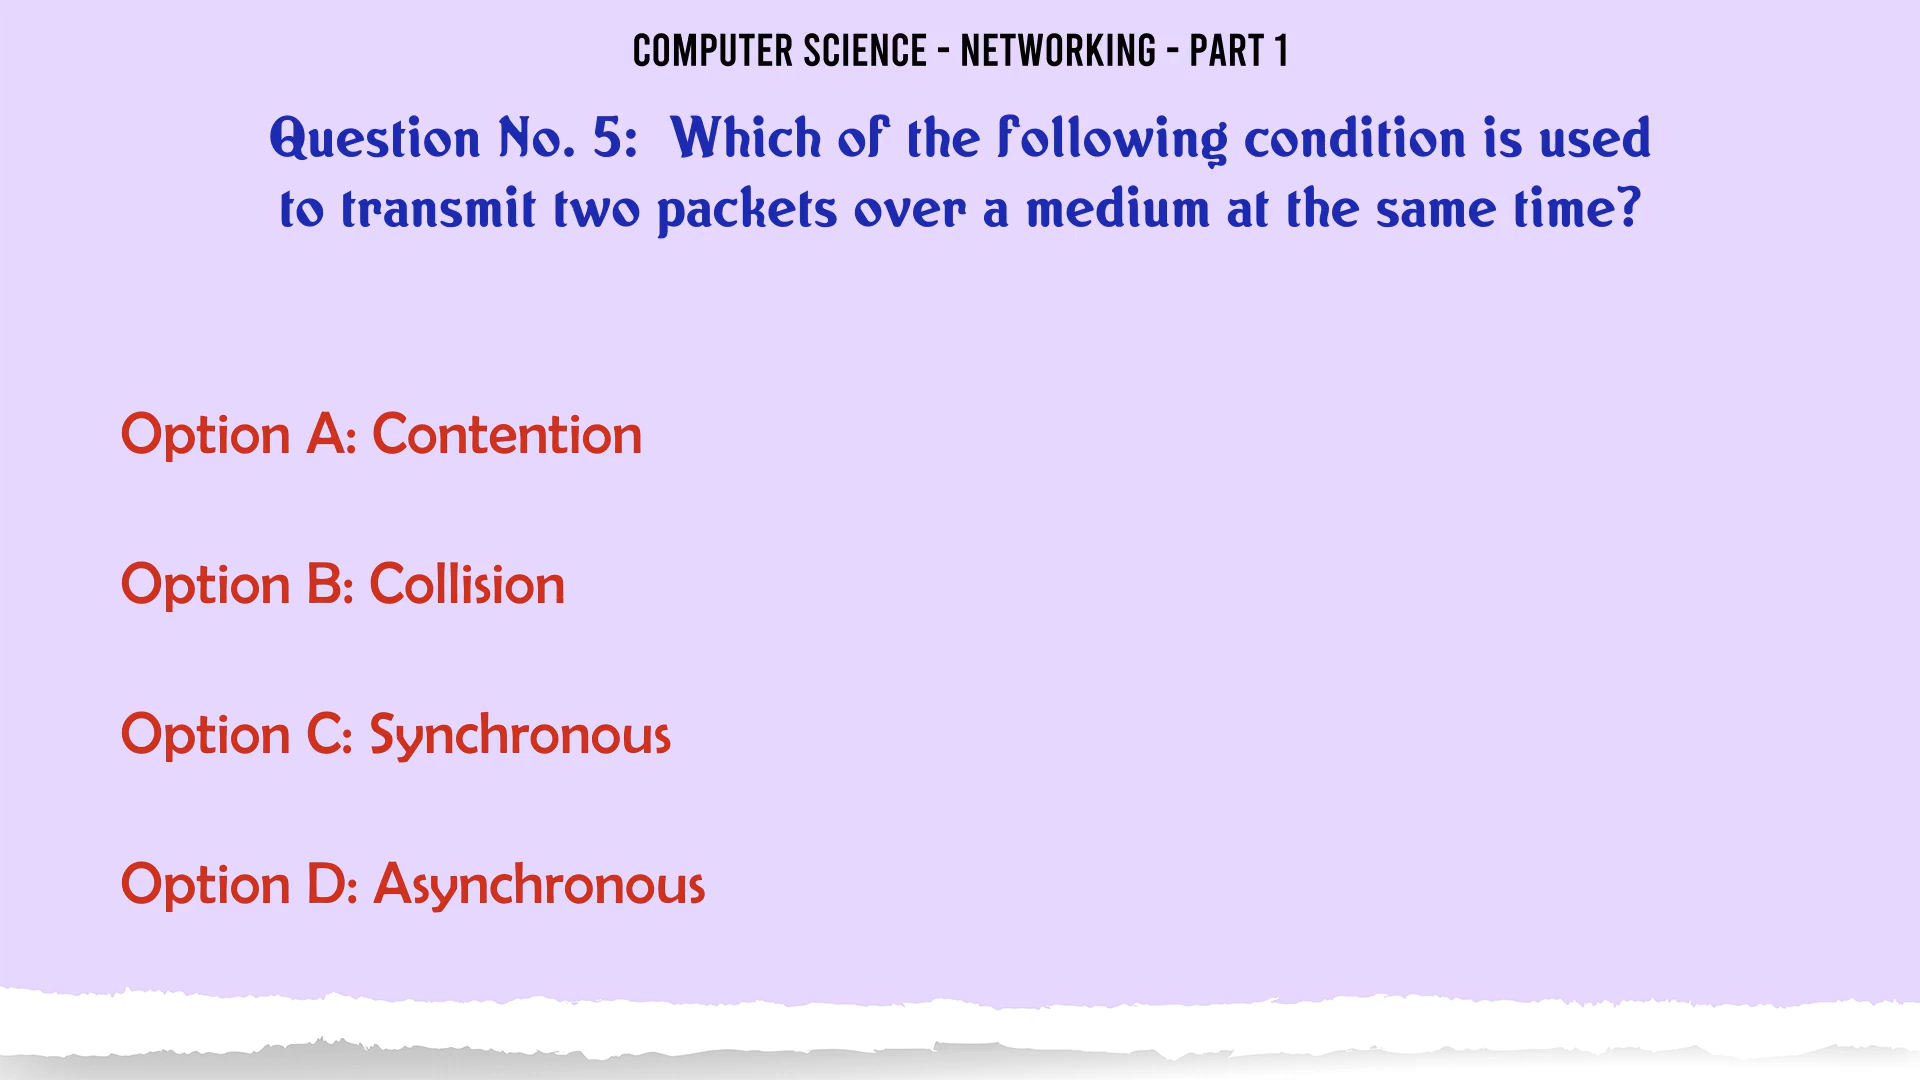 COMPUTER SCIENCE - NETWORKING - PART 1
Question No. 5: Which of the following condition is used
to transmit two packets over a medium at the same time?
Option A: Contention
Option B: Collision
Option C: Synchronous
Option D: Asynchronous